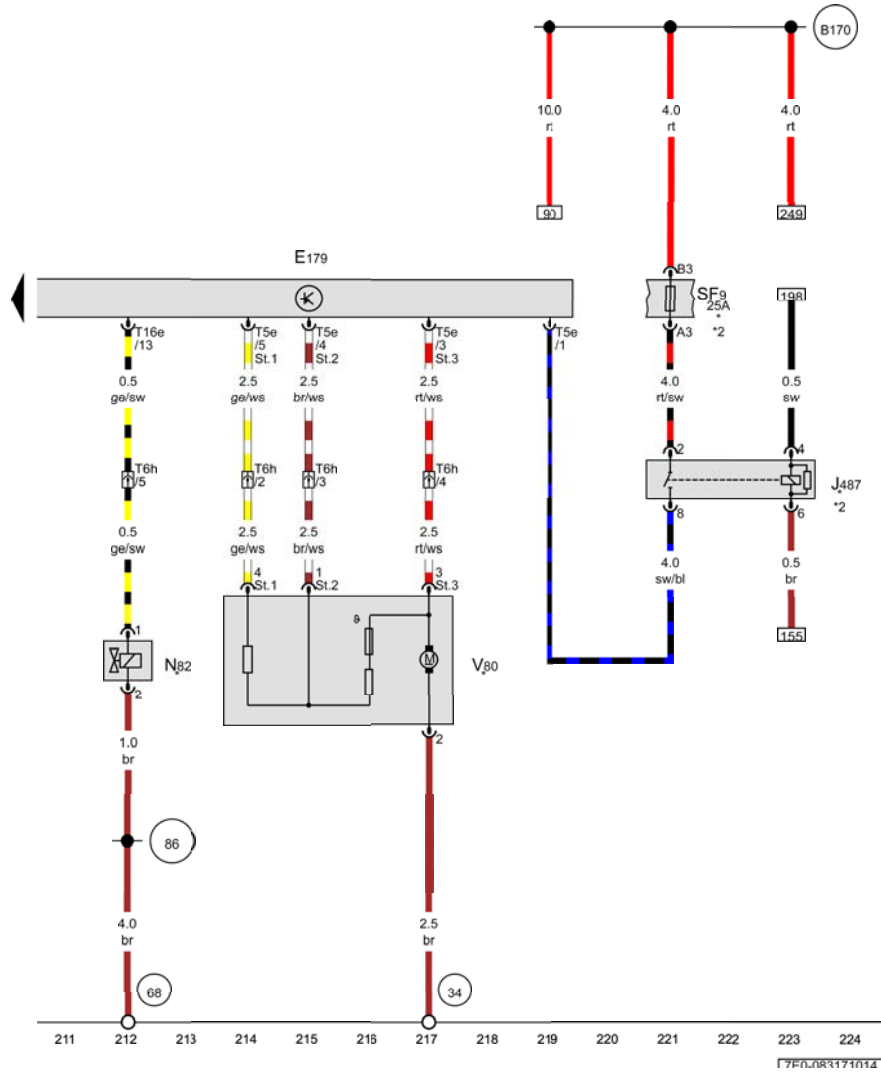 B170
10.0
rt
4.0
rt
4.0
rt
90
249
E179
B3
SF9
25A
*
*2
198
T16e
/13
T5e
/5
St.1
T5e
/4
St.2
T5e
/3
St.3
T5e
/1
A3
0.5
ge/sw
2.5
ge/ws
2.5
br/ws
2.5
rt/ws
4.0
rt/sw
0.5
sw
2
4
T6h
/5
T6h
/2
T6h
/3
T6h
/4
J487
*
*2
8
6
0.5
ge/sw
2.5
ge/ws
2.5
br/ws
2.5
rt/ws
4.0
sw/bl
0.5
br
4
St.1
1
St.2
3
St.3
1
155
N82
*
M
V80
*
2
2
1.0
br
86
4.0
br
2.5
br
68
34
211 212 213 214 215 216 217 218 219 220 221 222 223 224
7E0-083171014